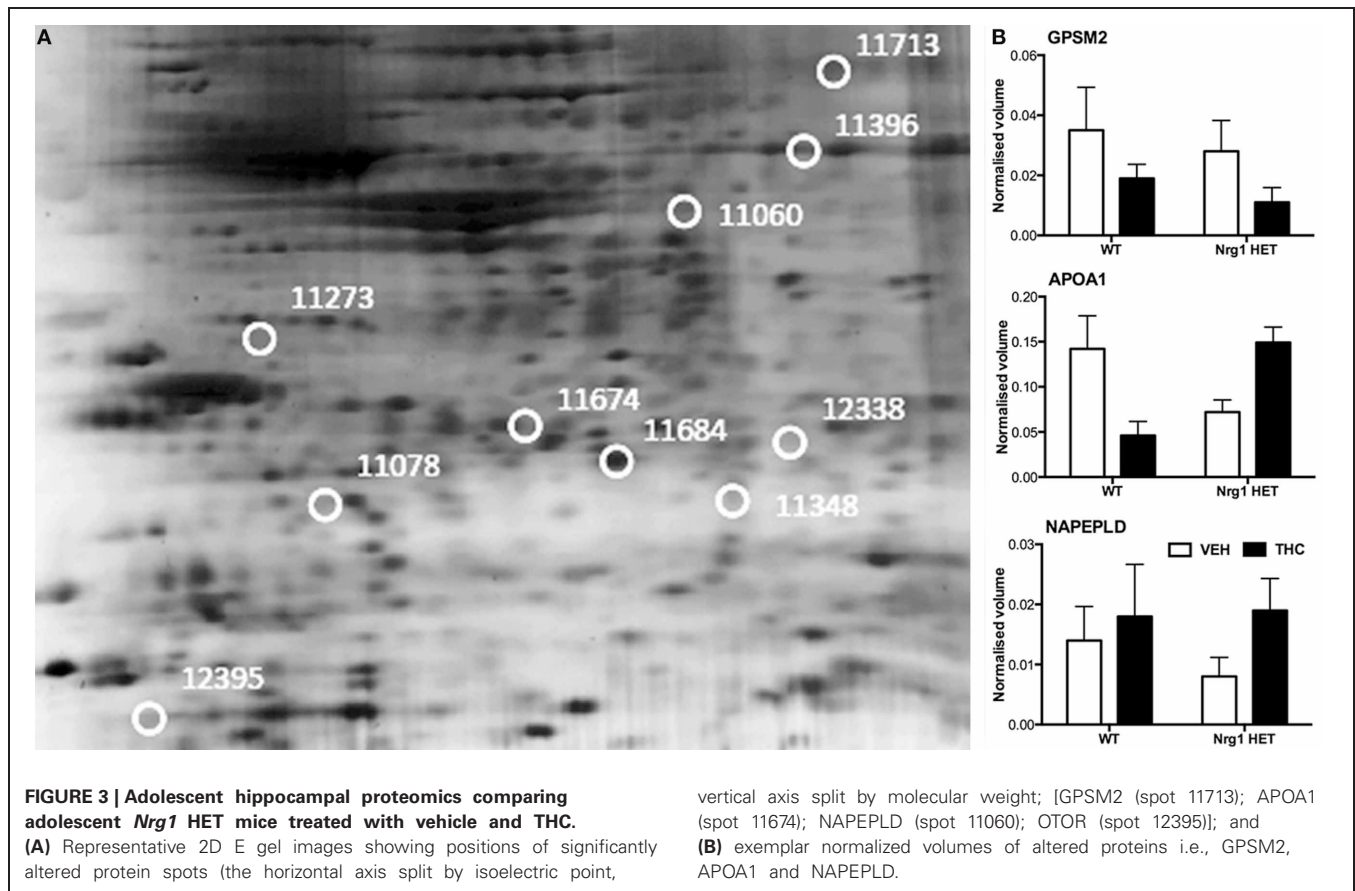 A
11713
11396
11060
11273
11674
11684
12338
11078
11348
12395
B
GPSM2
Normalised volume
0.06
0.04
0.02
0.00
WT Nrg1 HET
APOA1
Normalised volume
0.20
0.15
0.10
0.05
0.00
WT Nrg1 HET
NAPEPLD
VEH THC
Normalised volume
0.03
0.02
0.01
0.00
WT Nrg1 HET
FIGURE 3 | Adolescent hippocampal proteomics comparing
adolescent Nrg1 HET mice treated with vehicle and THC.
(A) Representative 2D E gel images showing positions of significantly
altered protein spots (the horizontal axis split by isoelectric point,
vertical axis split by molecular weight; [GPSM2 (spot 11713); APOA1
(spot 11674); NAPEPLD (spot 11060); OTOR (spot 12395)]; and
(B) exemplar normalized volumes of altered proteins i.e., GPSM2,
APOA1 and NAPEPLD.